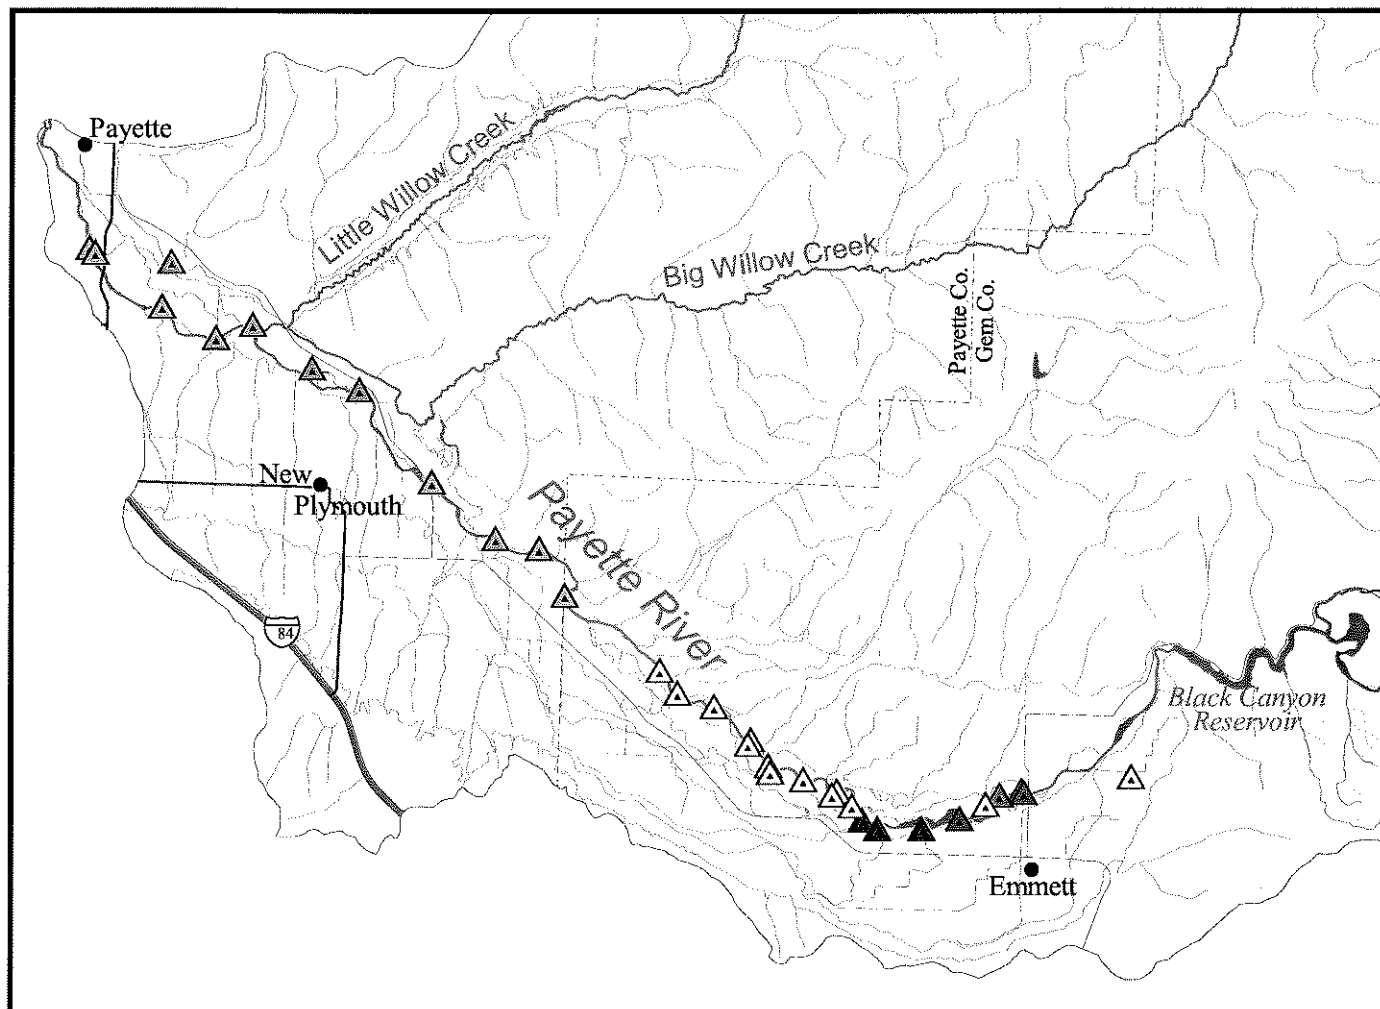 Payette
Little Willow Creek
Big Willow Creek
Payette Co.
Gem Co.
New
Plymouth
Payette River
84
Black Canyon
Reservoir
Emmett